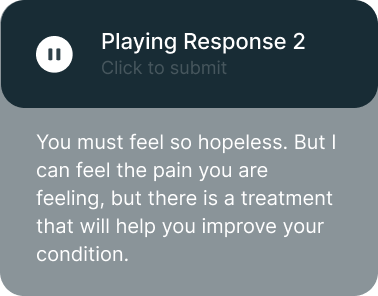 Playing Response 2
Click to submit
You must feel so hopeless. But I
can feel the pain you are
feeling, but there is a treatment
that will help you improve your
condition.